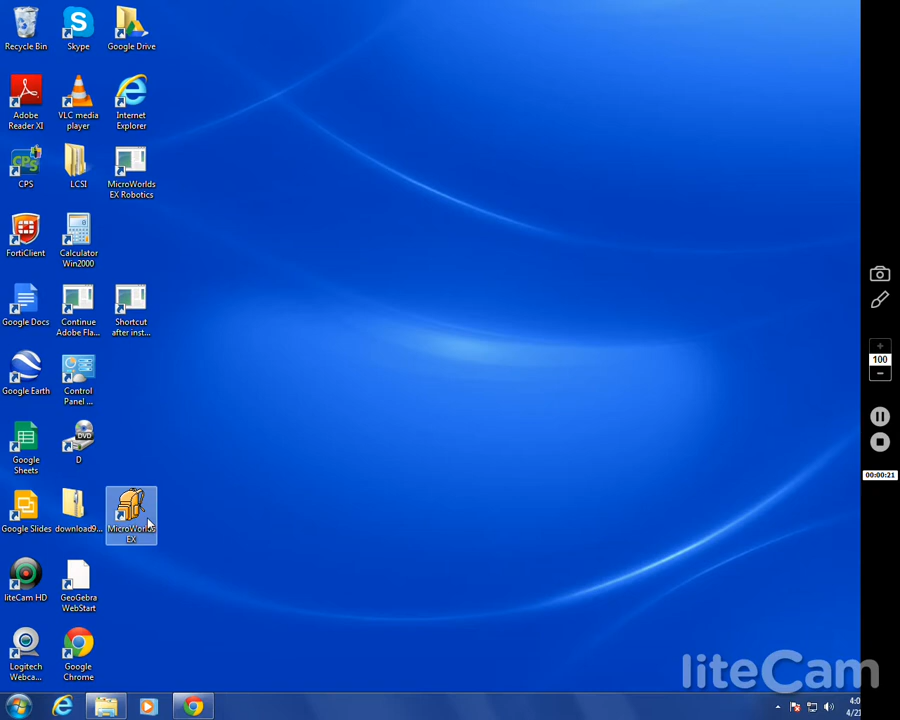 Recycle Bin
Skype
Google Drive
Adobe
Reader XI
VLC media
player
Internet
Explorer
CPS
LCSI
MicroWorlds
EX Robotics
FortiClient
Calculator
Win2000
Google Docs
Continue
Adobe Fla...
Shortcut
after inst...
Google Earth
Control
Panel ...
Google
Sheets
DVD
D
Google Slides
download9...
MicroWorlds
EX
liteCam HD
GeoGebra
WebStart
Logitech
Webca...
Google
Chrome
100
00:00:21
liteCam
4:0
4/21